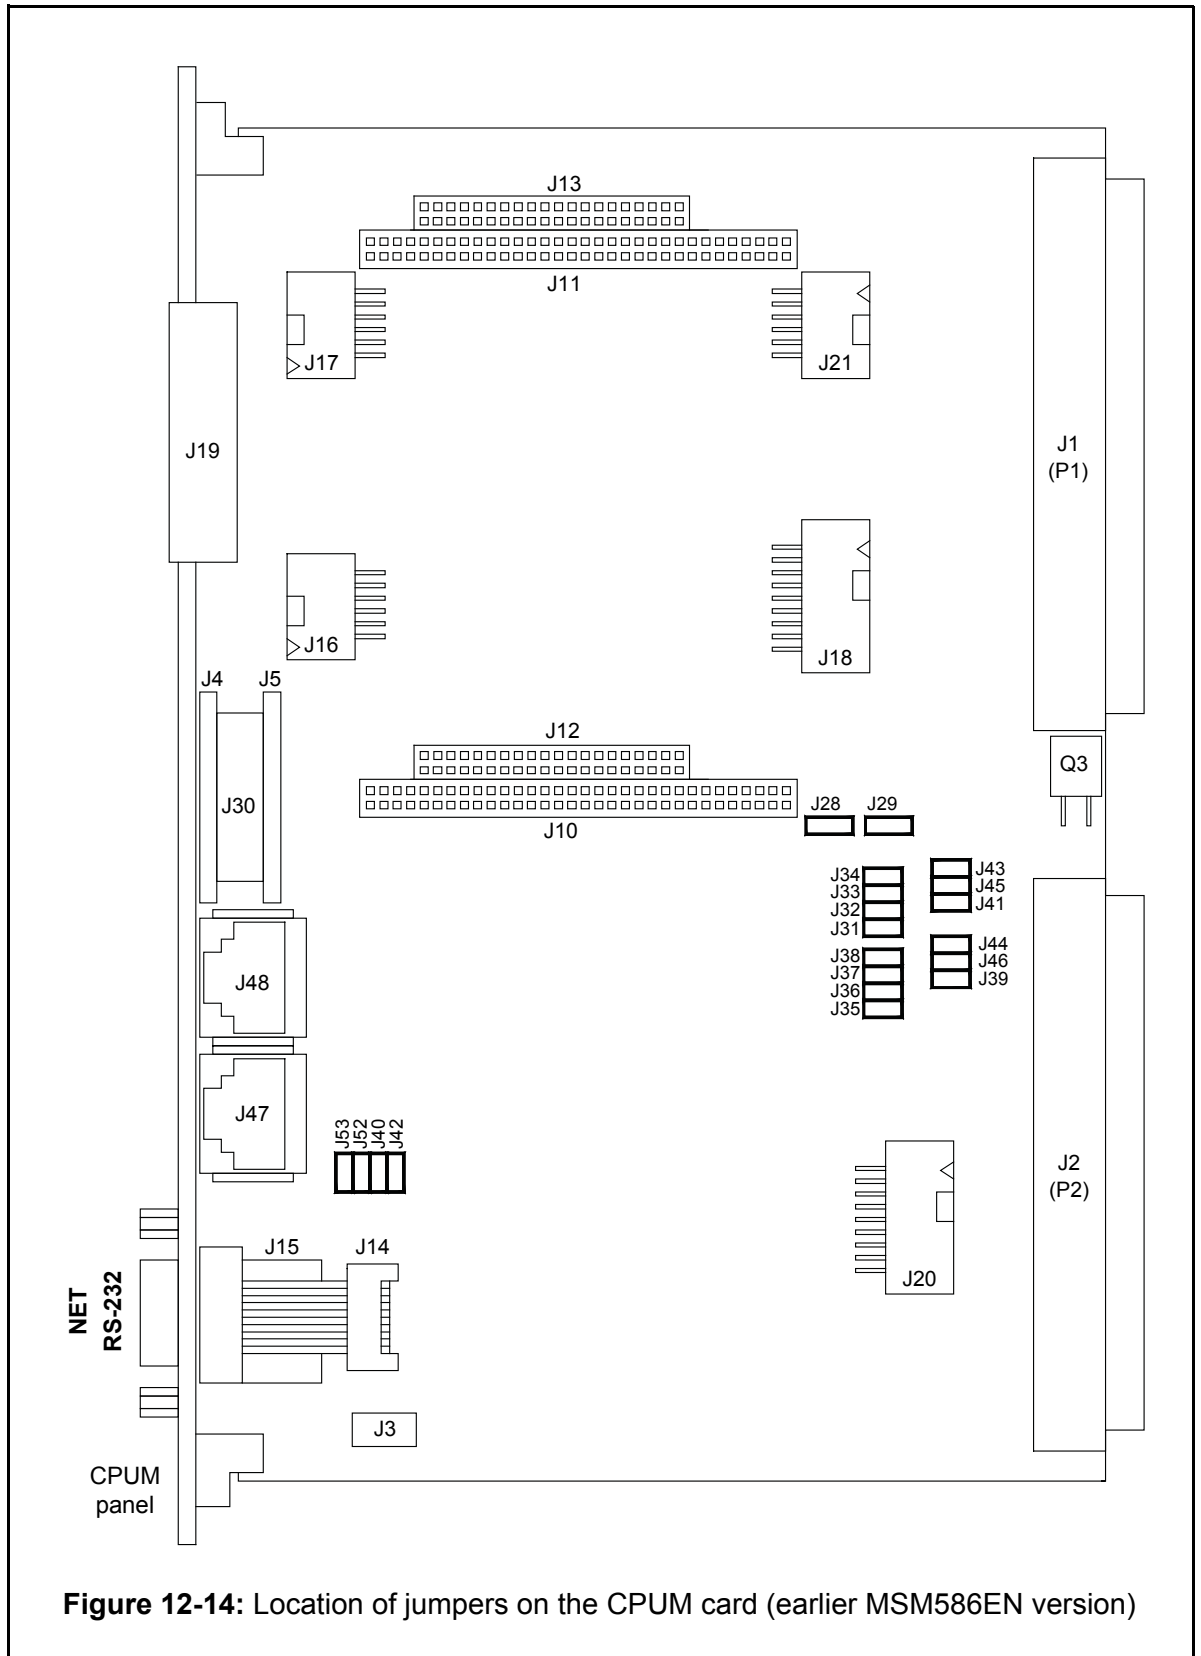 J13
J11
J17
J21
J19
J1
(P1)
J16
J18
J4
J5
J12
Q3
J30
J28
J29
J10
J34
J33
J32
J31
J43
J45
J41
J38
J37
J36
J35
J44
J46
J39
J48
J47
J53
J52
J40
J42
J2
(P2)
J15
J14
J20
NET
RS-232
J3
CPUM
panel
Figure 12-14: Location of jumpers on the CPUM card (earlier MSM586EN version)